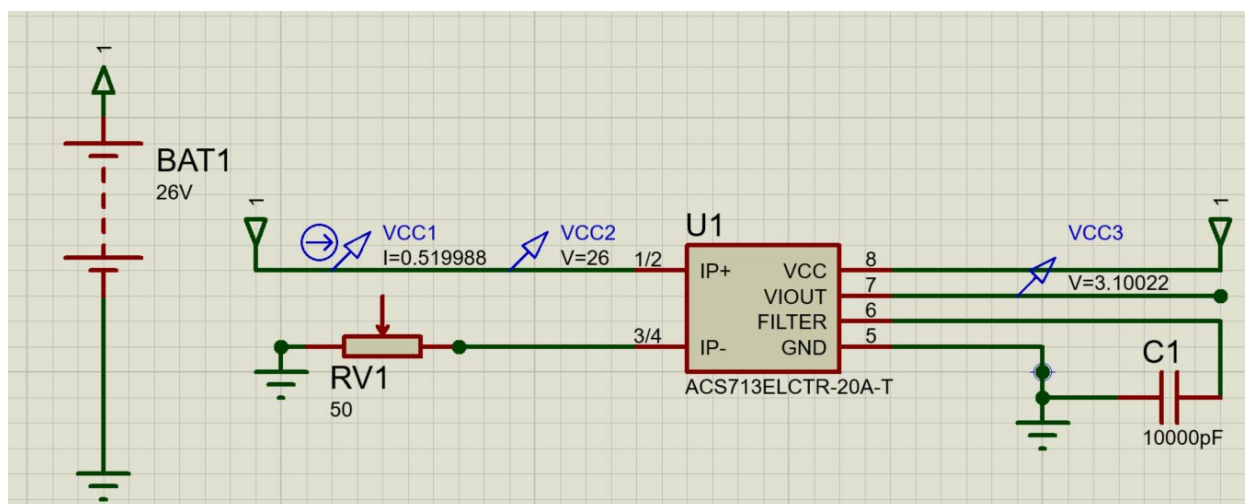 1
BAT1
26V
1
VCC1
I=0.519988
VCC2
V=26
U1
1/2
IP+
VCC
8
VIOUT
7
FILTER
6
3/4
IP-
GND
5
ACS713ELCTR-20A-T
VCC3
V=3.10022
1
RV1
50
C1
10000pF